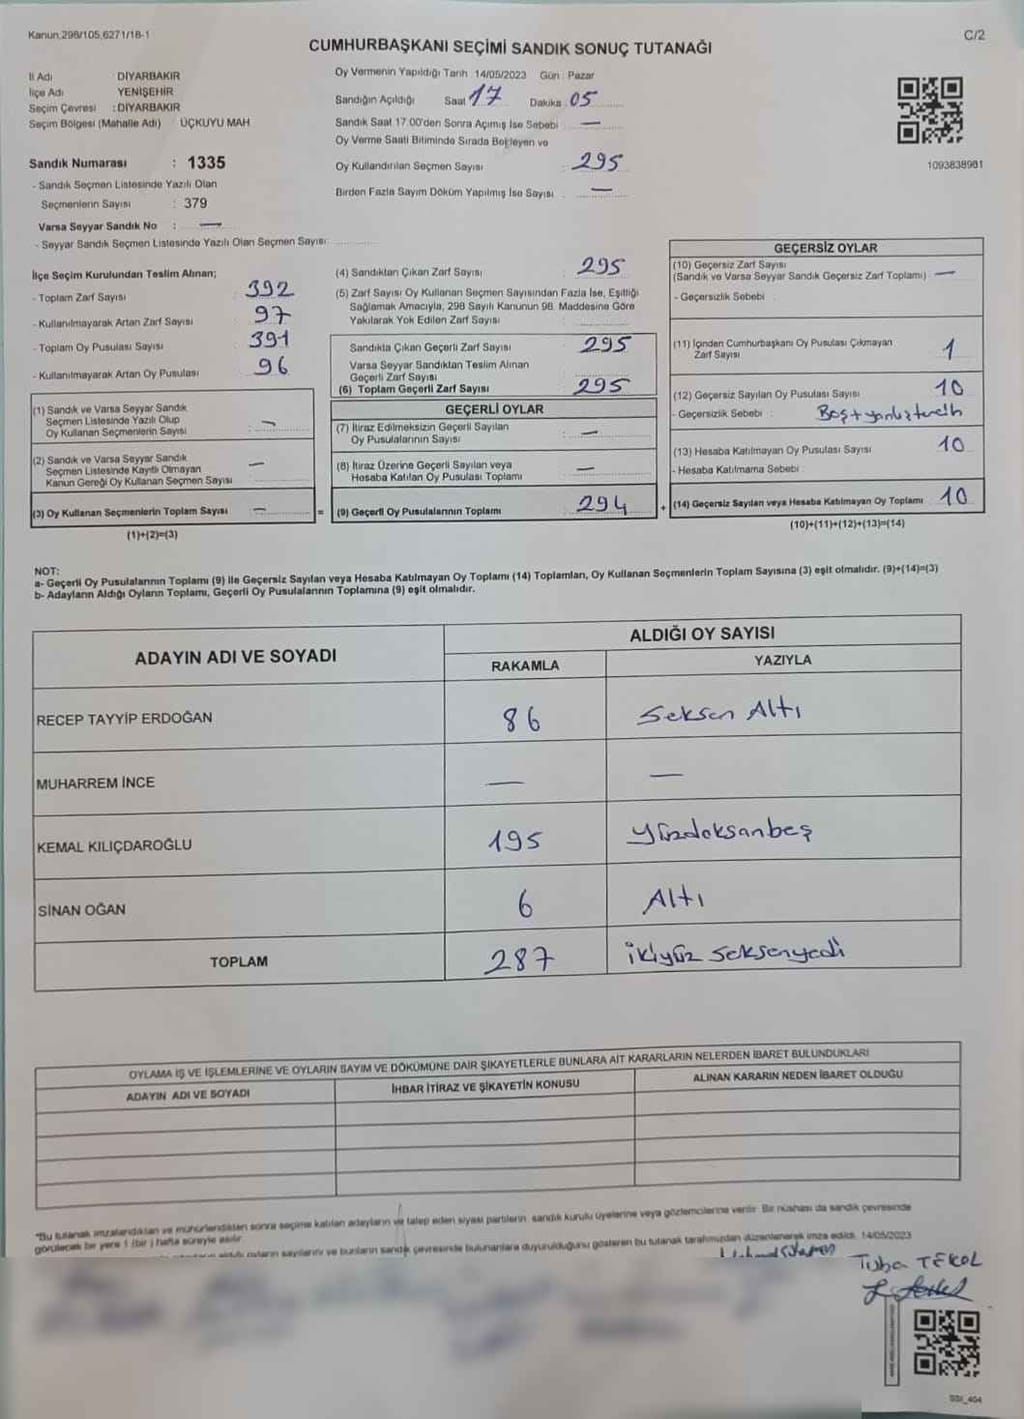 Kanun,298/105,6271/18-1
C/2
CUMHURBAŞKANI SEÇİMİ SANDIK SONUÇ TUTANAĞI
İl Adı DİYARBAKIR
İlçe Adı YENİŞEHİR
Seçim Çevresi : DİYARBAKIR
Seçim Bölgesi (Mahalle Adı) ÜÇKUYU MAH
Sandık Numarası : 1335
- Sandık Seçmen Listesinde Yazılı Olan
Seçmenlerin Sayısı : 379
Varsa Seyyar Sandık No : —
- Seyyar Sandık Seçmen Listesinde Yazılı Olan Seçmen Sayısı
Oy Vermenin Yapıldığı Tarih 14/05/2023 Gün : Pazar
Sandığın Açıldığı Saat 17 Dakika 05
Sandık Saat 17.00'den Sonra Açımış İse Sebebi —
Oy Verme Saati Bitiminde Sırada Bekleyen ve
Oy Kullandırılan Seçmen Sayısı 295
Birden Fazla Sayım Döküm Yapılmış İse Sayısı —
1093838981
İlçe Seçim Kurulundan Teslim Alınan;
- Toplam Zarf Sayısı 392
- Kullanılmayarak Artan Zarf Sayısı 97
- Toplam Oy Pusulası Sayısı 391
- Kullanılmayarak Artan Oy Pusulası 96
(1) Sandık ve Varsa Seyyar Sandık
Seçmen Listesinde Yazılı Olup
Oy Kullanan Seçmenlerin Sayısı —
(2) Sandık ve Varsa Seyyar Sandık
Seçmen Listesinde Kayıtlı Olmayan
Kanun Gereği Oy Kullanan Seçmen Sayısı —
(3) Oy Kullanan Seçmenlerin Toplam Sayısı — =
(1)+(2)=(3)
(4) Sandıktan Çıkan Zarf Sayısı 295
(5) Zarf Sayısı Oy Kullanan Seçmen Sayısından Fazla İse, Eşitliği
Sağlamak Amacıyla, 298 Sayılı Kanunun 98. Maddesine Göre
Yakılarak Yok Edilen Zarf Sayısı
Sandıkta Çıkan Geçerli Zarf Sayısı 295
Varsa Seyyar Sandıktan Teslim Alınan
Geçerli Zarf Sayısı
(6) Toplam Geçerli Zarf Sayısı 295
GEÇERLİ OYLAR
(7) İtiraz Edilmeksizin Geçerli Sayılan
Oy Pusulalarının Sayısı : —
(8) İtiraz Üzerine Geçerli Sayılan veya
Hesaba Katılan Oy Pusulası Toplamı —
(9) Geçerli Oy Pusulalarının Toplamı 294 +
GEÇERSİZ OYLAR
(10) Geçersiz Zarf Sayısı
(Sandık ve Varsa Seyyar Sandık Geçersiz Zarf Toplamı) —
- Geçersizlik Sebebi :
(11) İçinden Cumhurbaşkanı Oy Pusulası Çıkmayan
Zarf Sayısı 1
(12) Geçersiz Sayılan Oy Pusulası Sayısı 10
- Geçersizlik Sebebi : Boş + yanlış tercih
(13) Hesaba Katılmayan Oy Pusulası Sayısı 10
- Hesaba Katılmama Sebebi :
(14) Geçersiz Sayılan veya Hesaba Katılmayan Oy Toplamı 10
(10)+(11)+(12)+(13)=(14)
NOT:
a- Geçerli Oy Pusulalarının Toplamı (9) ile Geçersiz Sayılan veya Hesaba Katılmayan Oy Toplamı (14) Toplamları, Oy Kullanan Seçmenlerin Toplam Sayısına (3) eşit olmalıdır. (9)+(14)=(3)
b- Adayların Aldığı Oyların Toplamı, Geçerli Oy Pusulalarının Toplamına (9) eşit olmalıdır.
ADAYIN ADI VE SOYADI
ALDIĞI OY SAYISI
RAKAMLA YAZIYLA
RECEP TAYYİP ERDOĞAN 86 Seksen Altı
MUHARREM İNCE — —
KEMAL KILIÇDAROĞLU 195 Yüzdoksanbeş
SİNAN OĞAN 6 Altı
TOPLAM 287 İkiyüz Seksenyedi
OYLAMA İŞ VE İŞLEMLERİNE VE OYLARIN SAYIM VE DÖKÜMÜNE DAİR ŞİKAYETLERLE BUNLARA AİT KARARLARIN NELERDEN İBARET BULUNDUKLARI
ADAYIN ADI VE SOYADI İHBAR İTİRAZ VE ŞİKAYETİN KONUSU ALINAN KARARIN NEDEN İBARET OLDUĞU
"Bu tutanak imzalandıktan ve mühürlendikten sonra seçime katılan adayların ve talep eden siyasi partilerin sandık kurulu üyelerine veya gözlemcilerine verilir. Bir nüshası da sandık çevresinde
görülecek bir yere 1 (bir) hafta süreyle asılır.
oyların sayılarını ve bunların sandık çevresinde bulunanlara duyurulduğunu gösteren bu tutanak tarafımızdan düzenlenerek imza edildi. 14/05/2023
Tuba TEKOL
SSI_404